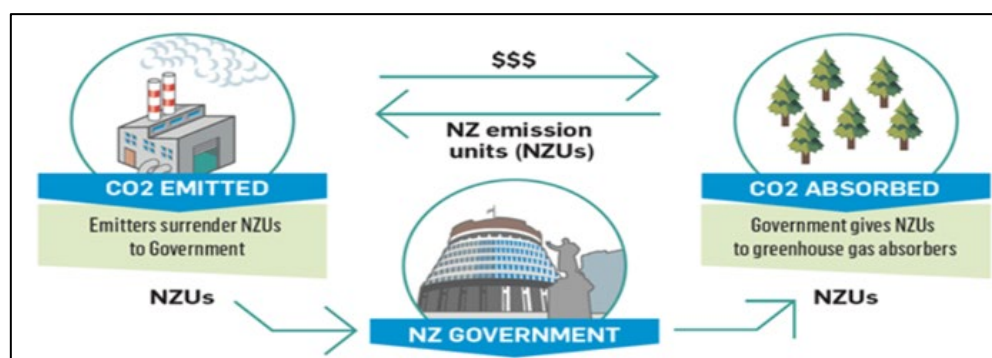 $$$
NZ emission
units (NZUs)
CO2 EMITTED
Emitters surrender NZUs
to Government
CO2 ABSORBED
Government gives NZUs
to greenhouse gas absorbers
NZUs
NZ GOVERNMENT
NZUs